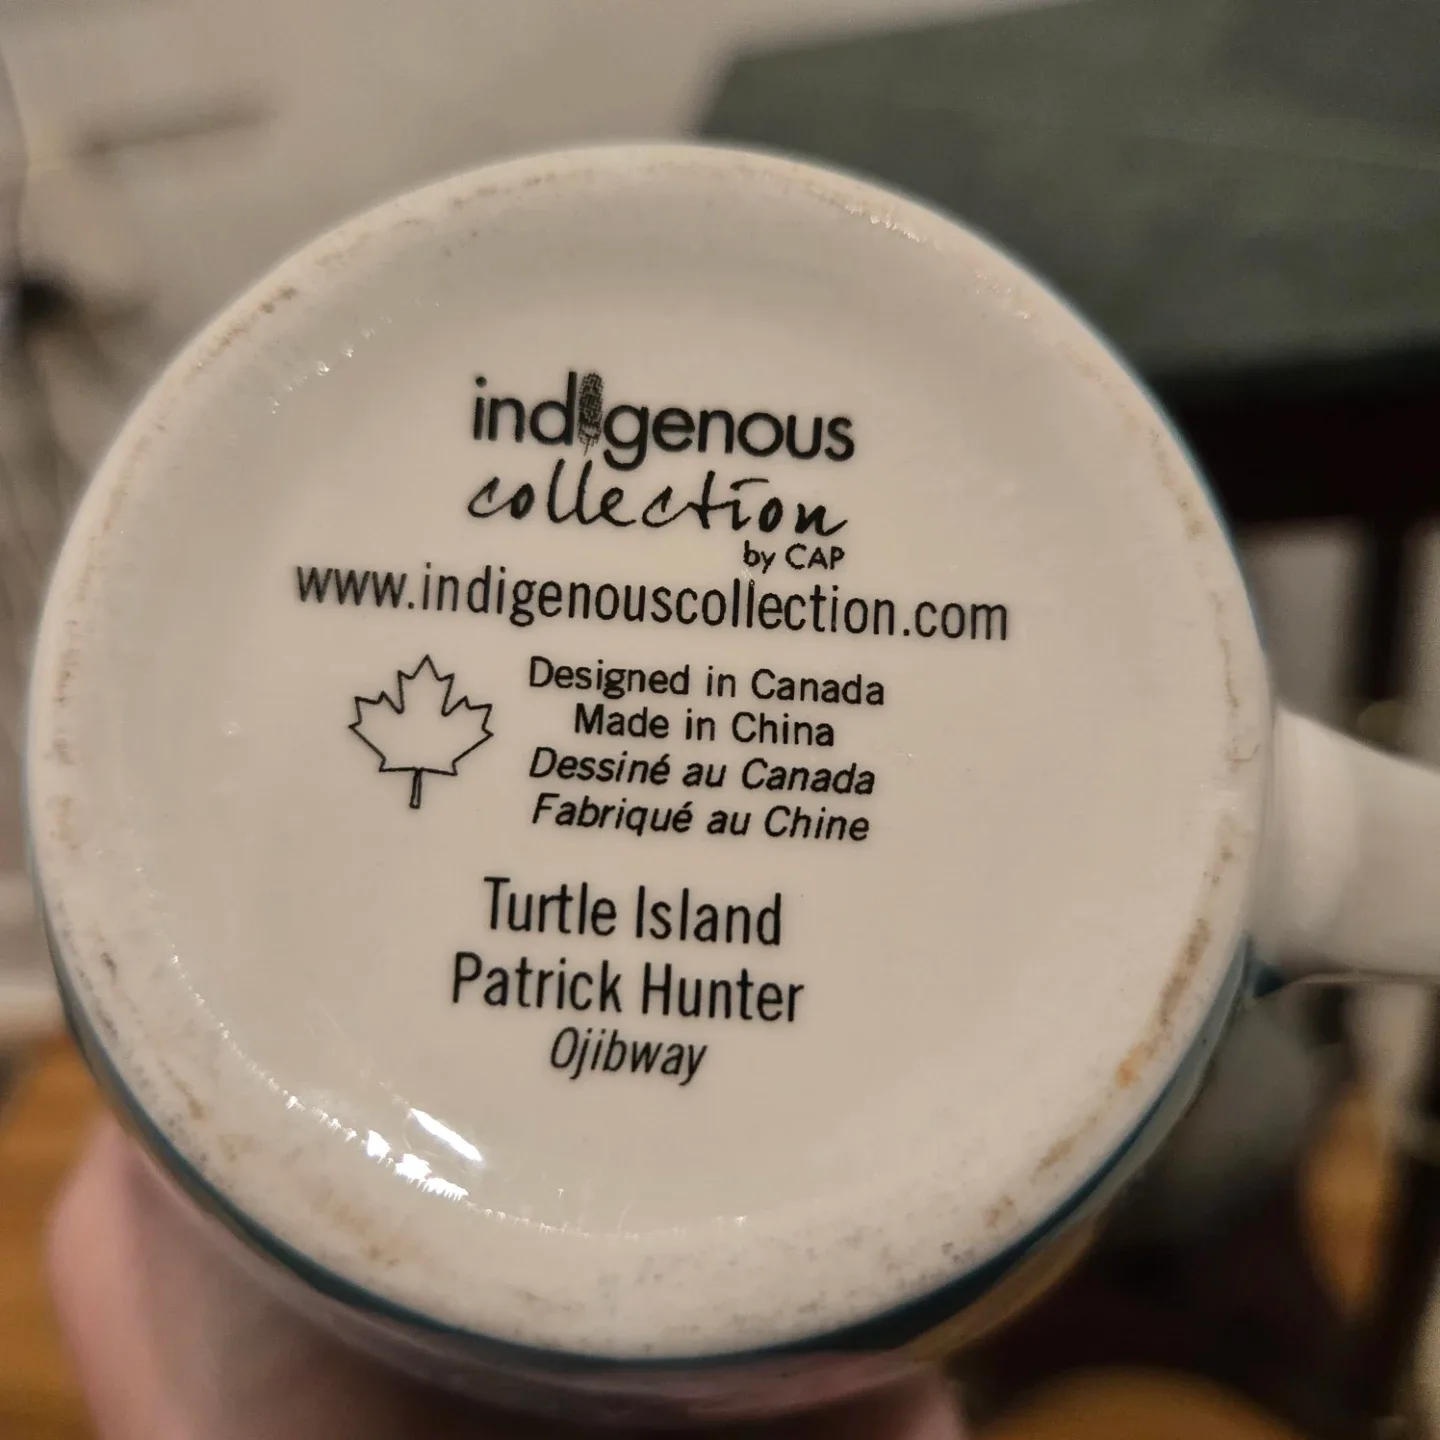 indigenous
collection
by CAP
www.indigenouscollection.com
Designed in Canada
Made in China
Dessiné au Canada
Fabriqué au Chine
Turtle Island
Patrick Hunter
Ojibway